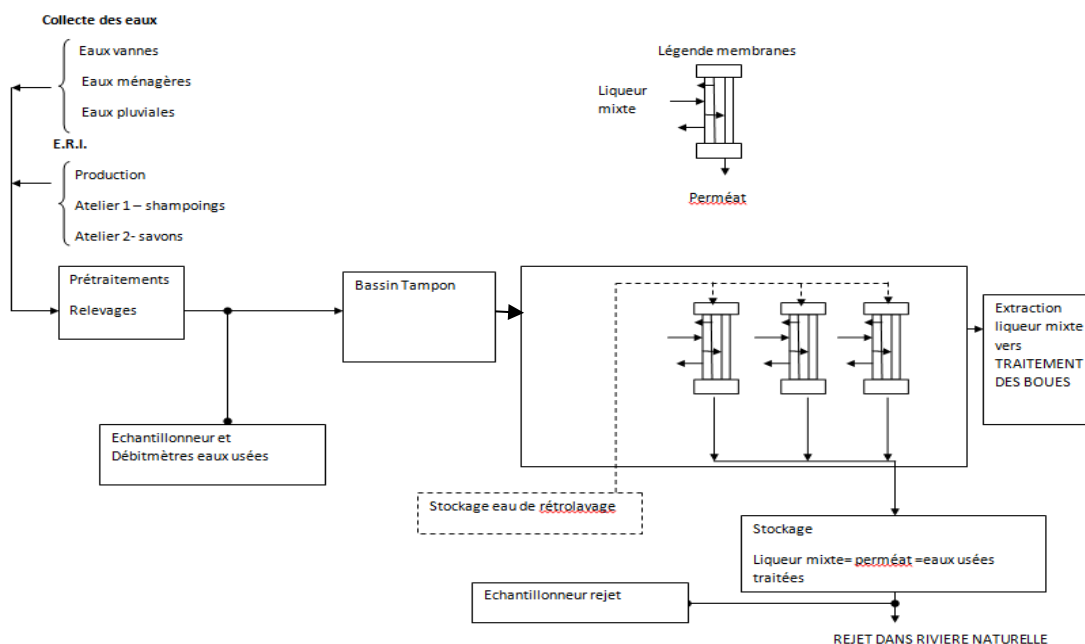 Collecte des eaux
Eaux vannes
Eaux ménagères
Eaux pluviales
E.R.I.
Production
Atelier 1 – shampoings
Atelier 2- savons
Légende membranes
Liqueur
mixte
Perméat
Prétraitements
Relevages
Bassin Tampon
Extraction
liqueur mixte
vers
TRAITEMENT
DES BOUES
Echantillonneur et
Débitmètres eaux usées
Stockage eau de rétrolavage
Stockage
Liqueur mixte= perméat =eaux usées
traitées
Echantillonneur rejet
REJET DANS RIVIERE NATURELLE